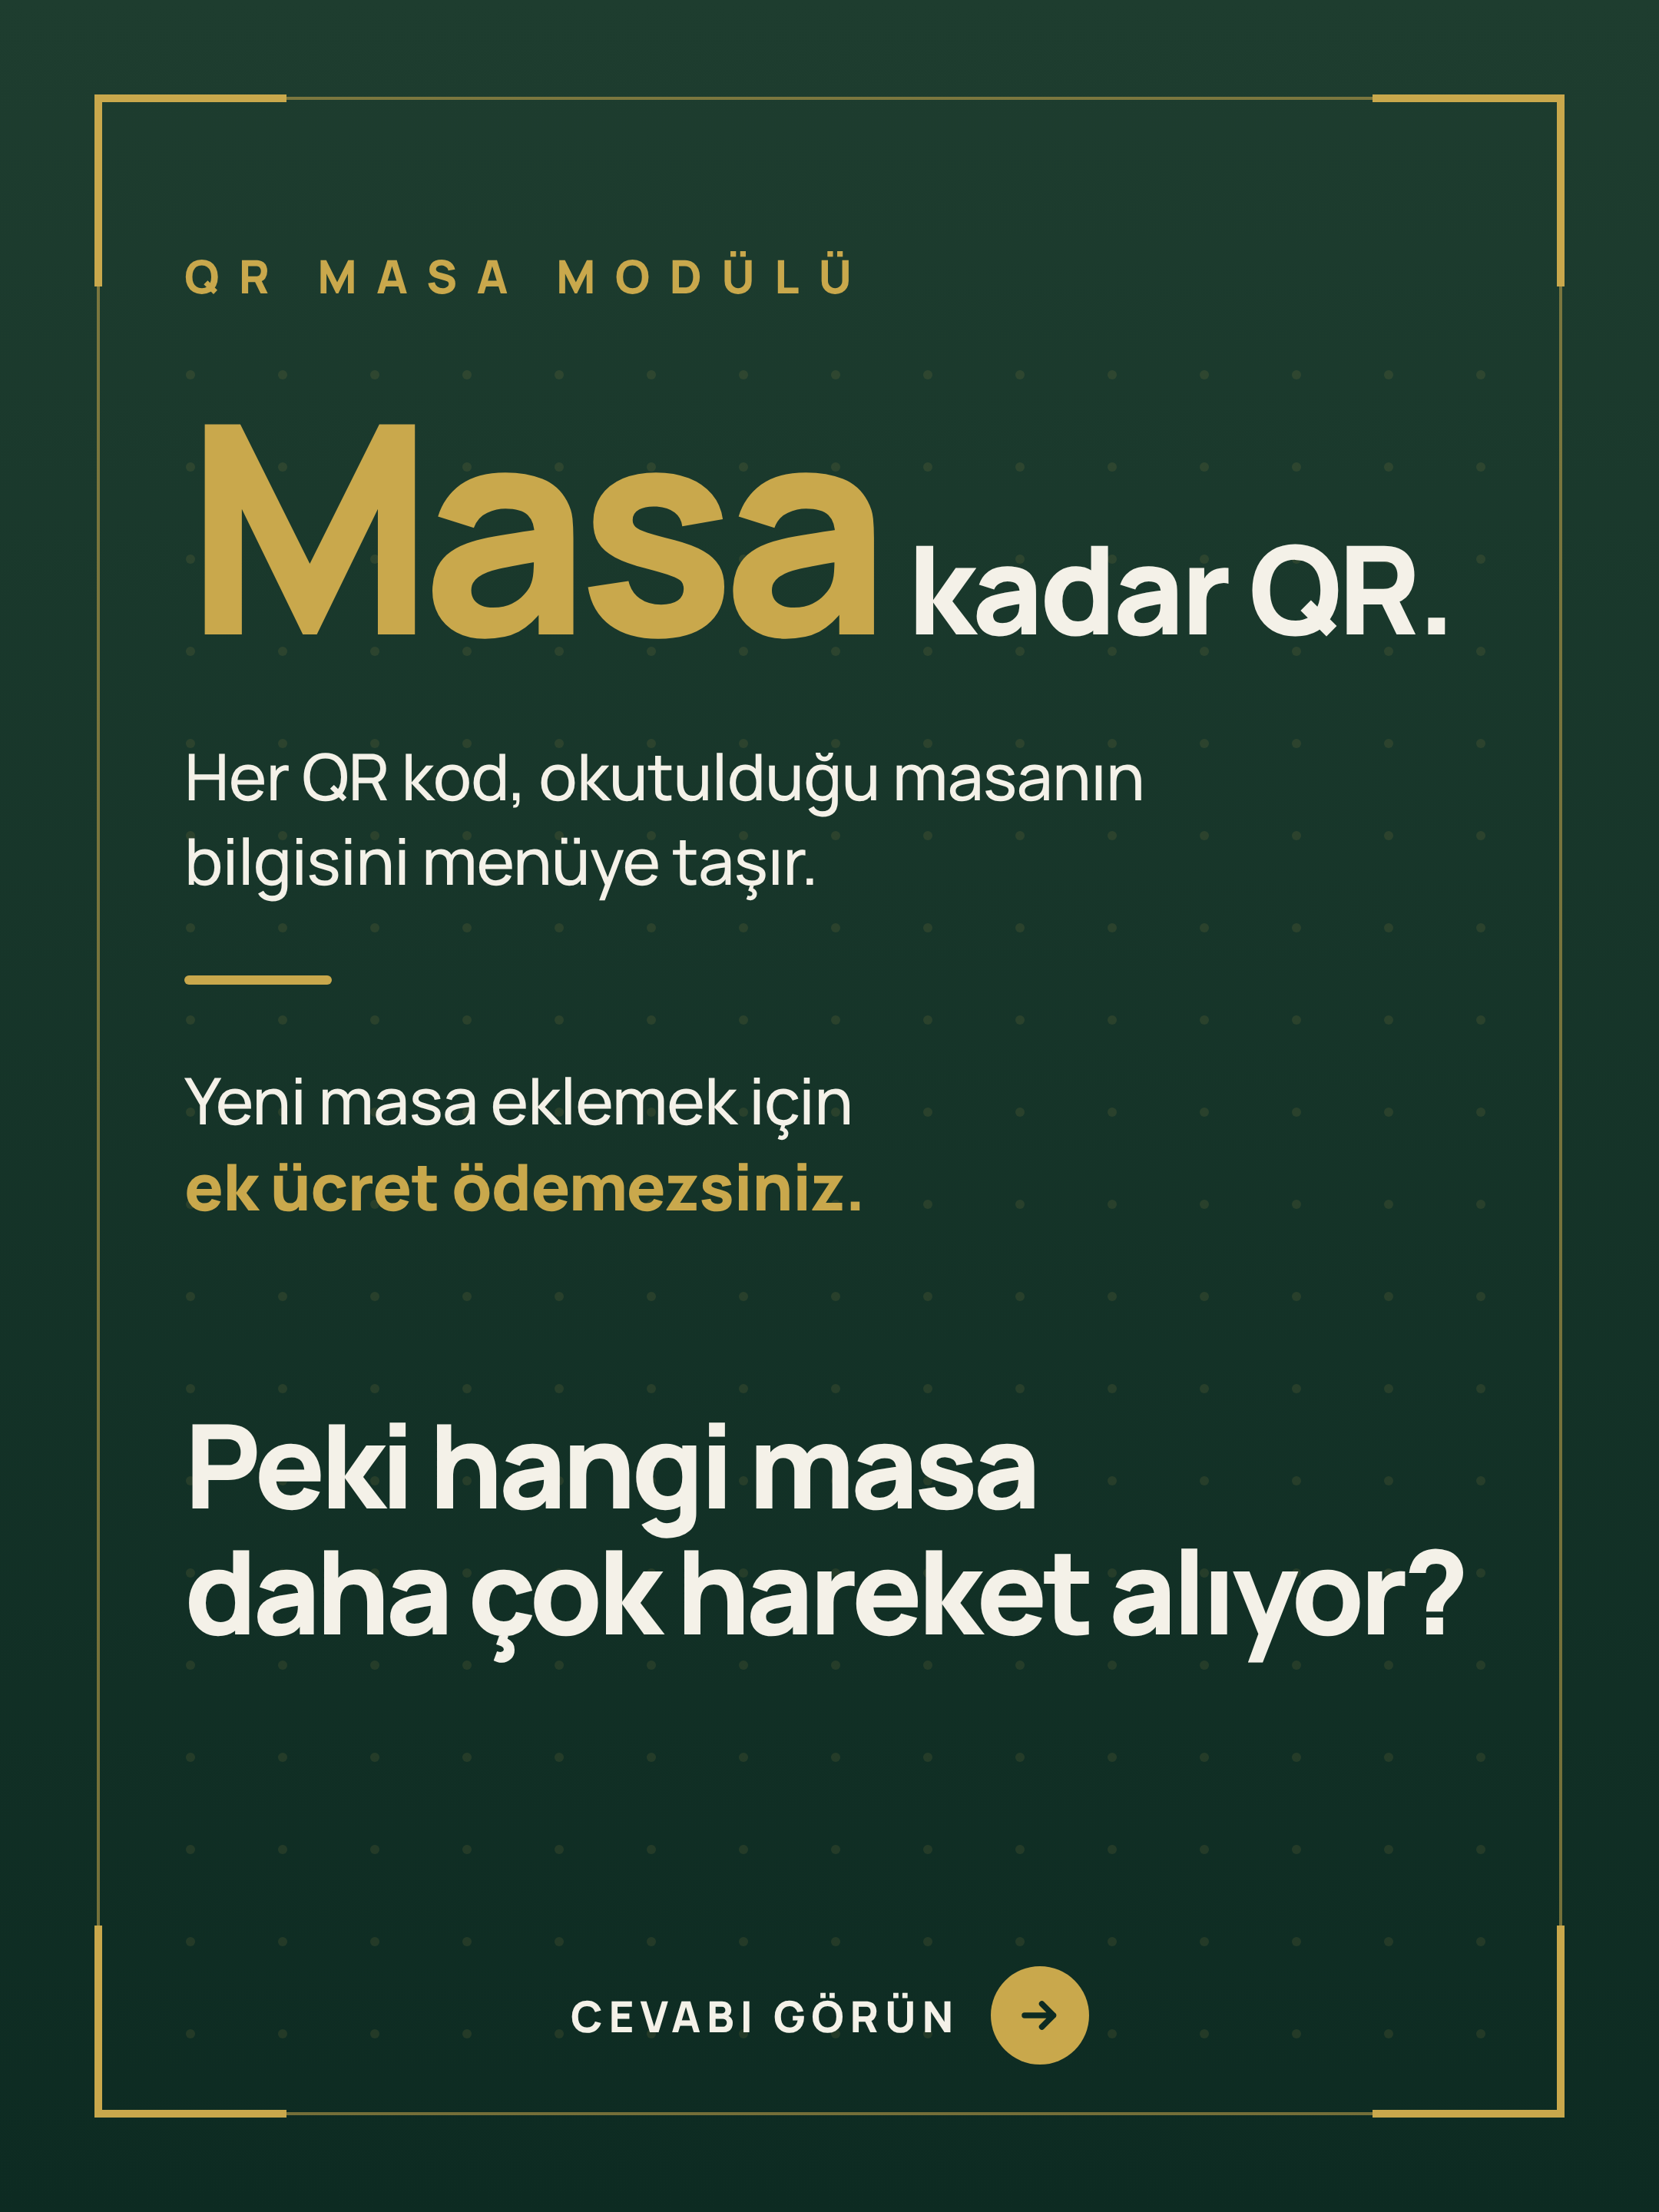 QR MASA MODÜLÜ
Masa kadar QR.
Her QR kod, okutulduğu masanın
bilgisini menüye taşır.
Yeni masa eklemek için
ek ücret ödemezsiniz.
Peki hangi masa
daha çok hareket alıyor?
CEVABI GÖRÜN